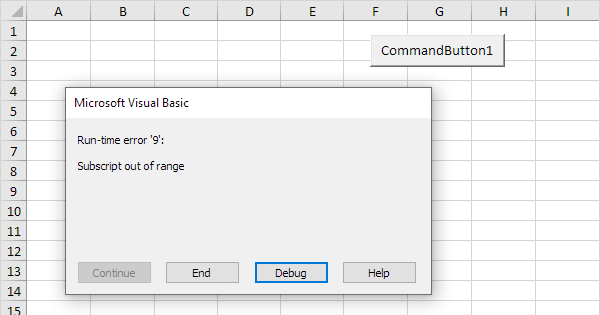 A B C D E F G H I
1
2
CommandButton1
3
4
5
Microsoft Visual Basic
6
Run-time error '9':
7
8
Subscript out of range
9
10
11
12
13
Continue End Debug Help
14
15